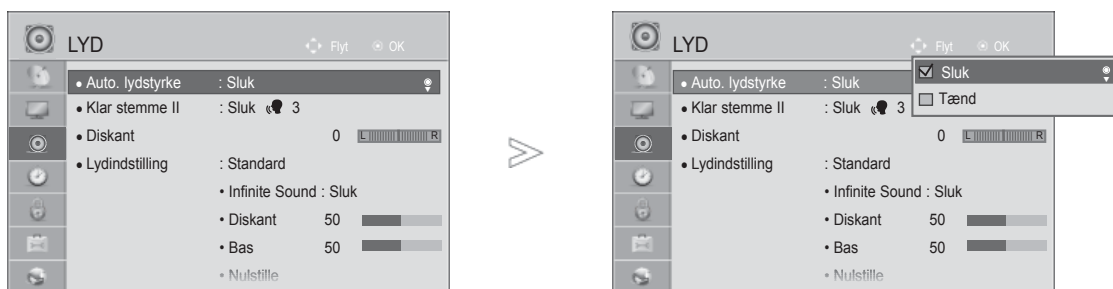 LYD
Flyt OK
• Auto. lydstyrke : Sluk
• Klar stemme II : Sluk 3
• Diskant 0 L R
• Lydindstilling : Standard
• Infinite Sound : Sluk
• Diskant 50
• Bas 50
• Nulstille
LYD
Flyt OK
• Auto. lydstyrke : Sluk
Sluk
Tænd
• Klar stemme II : Sluk 3
• Diskant 0 L R
• Lydindstilling : Standard
• Infinite Sound : Sluk
• Diskant 50
• Bas 50
• Nulstille